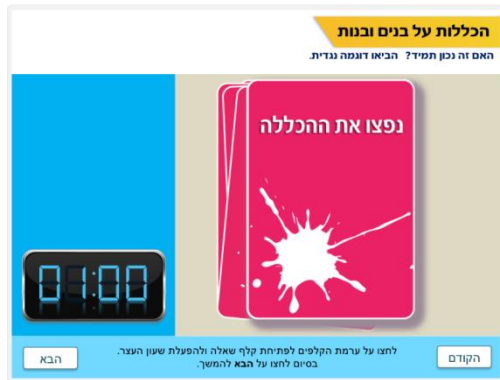 הכללות על בנים ובנות
האם זה נכון תמיד? הביאו דוגמה נגדית.
נפצו את ההכללה
01:00
לחצו על ערמת הקלפים לפתיחת קלף שאלה ולהפעלת שעון העצר.
בסיום לחצו על הבא להמשך.
הקודם
הבא